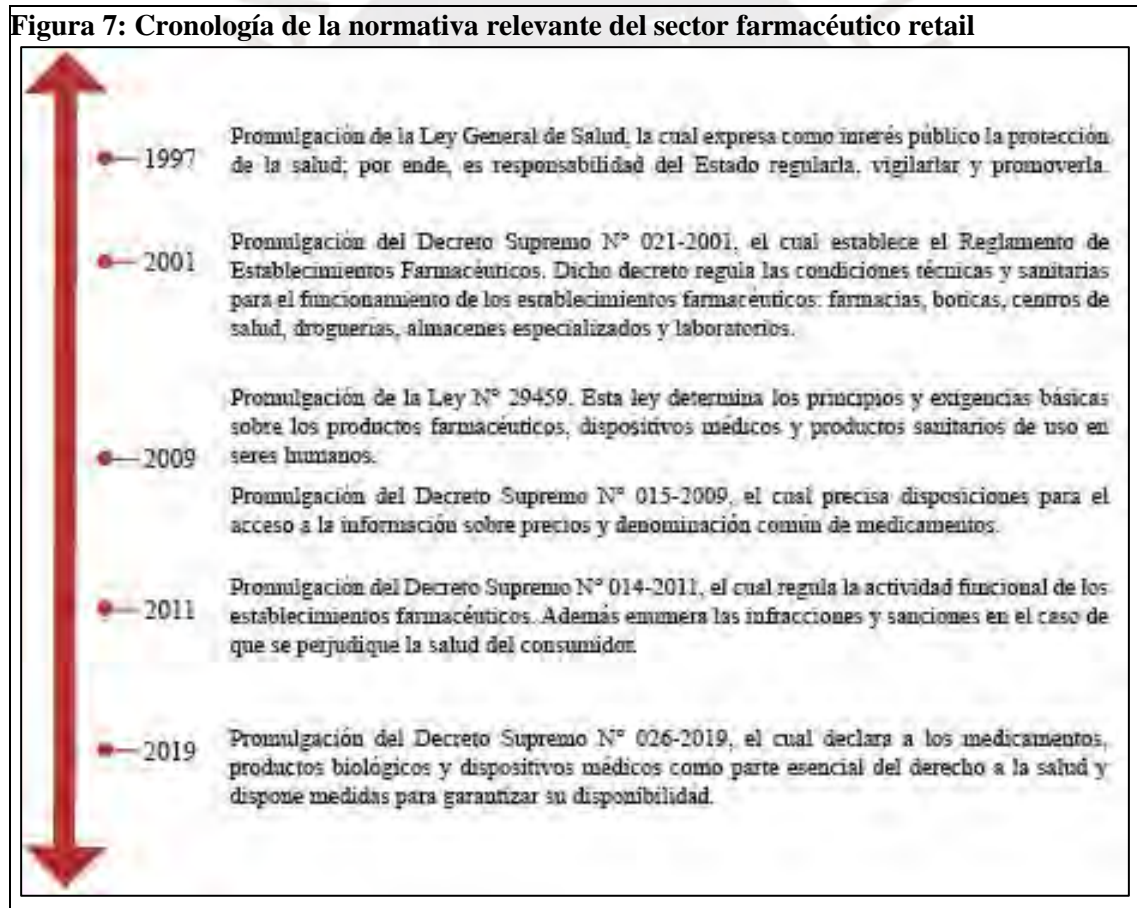 Figura 7: Cronología de la normativa relevante del sector farmacéutico retail
1997
Promulgación de la Ley General de Salud, la cual expresa como interés público la protección
de la salud; por ende, es responsabilidad del Estado regularla, vigilarlar y promoverla.
2001
Promulgación del Decreto Supremo N° 021-2001, el cual establece el Reglamento de
Establecimientos Farmacéuticos. Dicho decreto regula las condiciones técnicas y sanitarias
para el funcionamiento de los establecimientos farmacéuticos: farmacias, boticas, centros de
salud, droguerías, almacenes especializados y laboratorios.
2009
Promulgación de la Ley N° 29459. Esta ley determina los principios y exigencias básicas
sobre los productos farmacéuticos, dispositivos médicos y productos sanitarios de uso en
seres humanos.
Promulgación del Decreto Supremo N° 015-2009, el cual precisa disposiciones para el
acceso a la información sobre precios y denominación común de medicamentos.
2011
Promulgación del Decreto Supremo N° 014-2011, el cual regula la actividad funcional de los
establecimientos farmacéuticos. Además enumera las infracciones y sanciones en el caso de
que se perjudique la salud del consumidor.
2019
Promulgación del Decreto Supremo N° 026-2019, el cual declara a los medicamentos,
productos biológicos y dispositivos médicos como parte esencial del derecho a la salud y
dispone medidas para garantizar su disponibilidad.